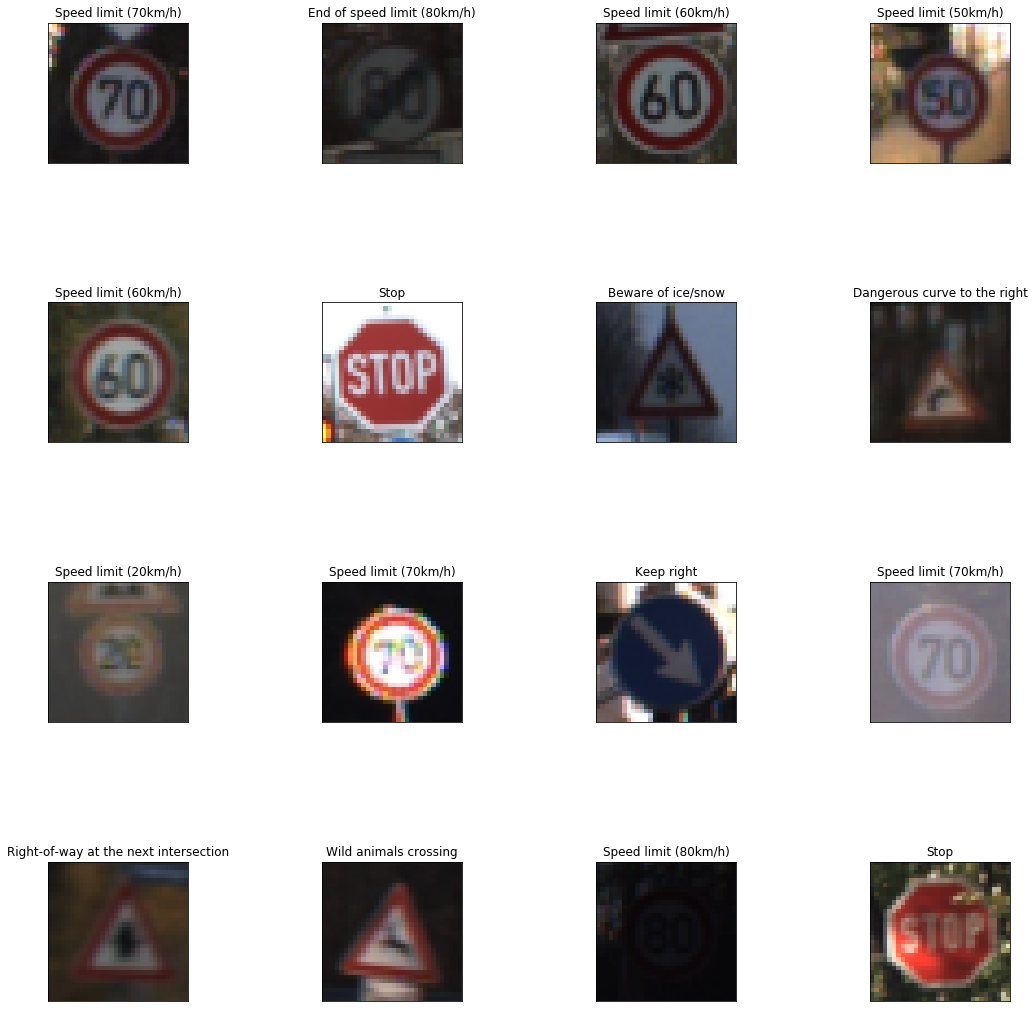 Speed limit (70km/h)
End of speed limit (80km/h)
Speed limit (60km/h)
Speed limit (50km/h)
70
80
60
50
Speed limit (60km/h)
Stop
Beware of ice/snow
Dangerous curve to the right
60
STOP
Speed limit (20km/h)
Speed limit (70km/h)
Keep right
Speed limit (70km/h)
20
70
70
Right-of-way at the next intersection
Wild animals crossing
Speed limit (80km/h)
Stop
80
STOP